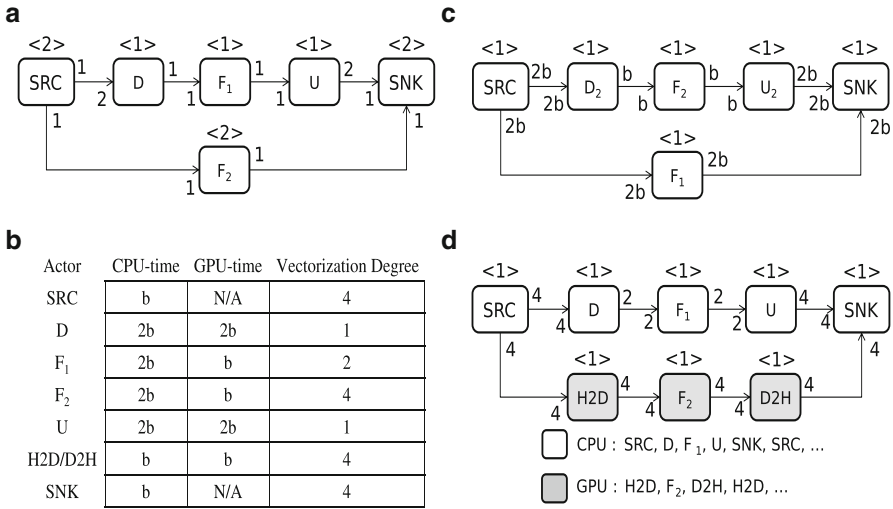 a
<2> <1> <1> <1> <2>
SRC 1 2 D 1 1 F1 1 1 U 2 1 SNK
1 <2> 1
1 F2 1
b
Actor CPU-time GPU-time Vectorization Degree
SRC b N/A 4
D 2b 2b 1
F1 2b b 2
F2 2b b 4
U 2b 2b 1
H2D/D2H b b 4
SNK b N/A 4
c
<1> <1> <1> <1> <1>
SRC 2b 2b D2 b b F2 b b U2 2b 2b SNK
2b <1> 2b
2b F1 2b
d
<1> <1> <1> <1> <1>
SRC 4 4 D 2 2 F1 2 2 U 4 4 SNK
4 <1> <1> <1> 4
4 H2D 4 4 F2 4 4 D2H 4
CPU : SRC, D, F1, U, SNK, SRC, ...
GPU : H2D, F2, D2H, H2D, ...